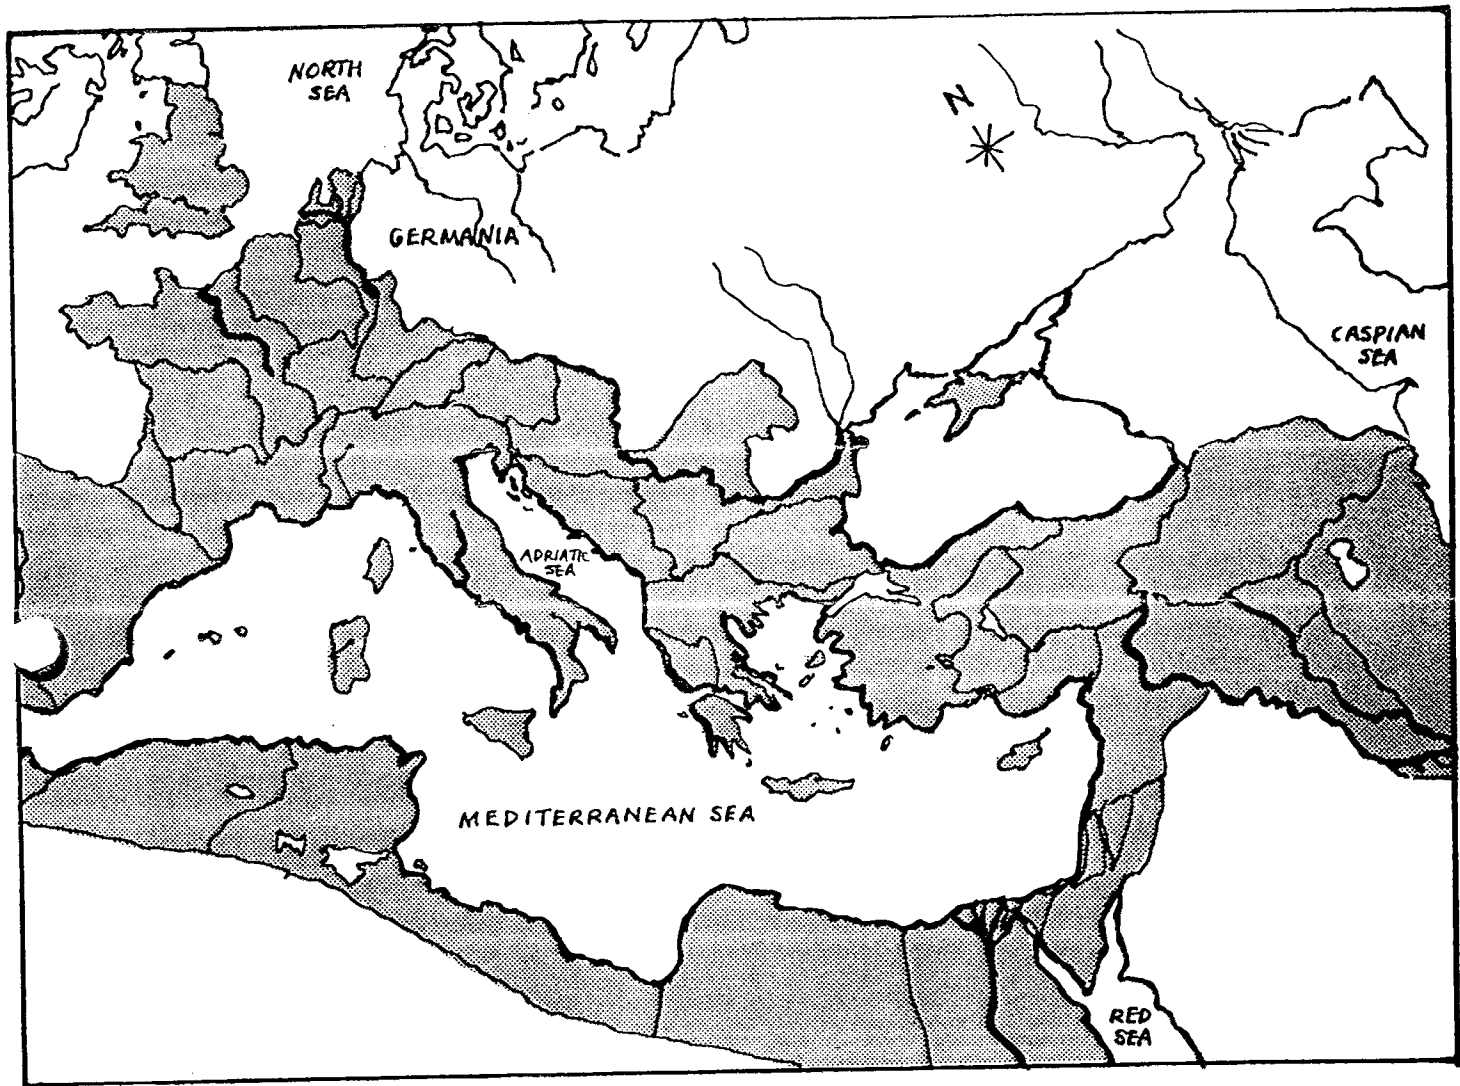 NORTH
SEA
N
GERMANIA
CASPIAN
SEA
ADRIATIC
SEA
MEDITERRANEAN SEA
RED
SEA